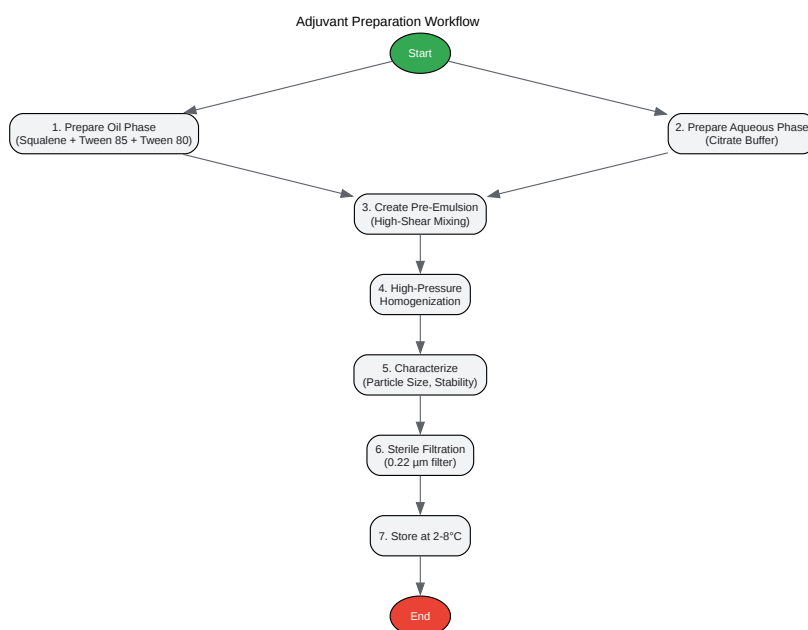 Adjuvant Preparation Workflow
Start
1. Prepare Oil Phase
(Squalene + Tween 85 + Tween 80)
2. Prepare Aqueous Phase
(Citrate Buffer)
3. Create Pre-Emulsion
(High-Shear Mixing)
4. High-Pressure
Homogenization
5. Characterize
(Particle Size, Stability)
6. Sterile Filtration
(0.22 µm filter)
7. Store at 2-8°C
End